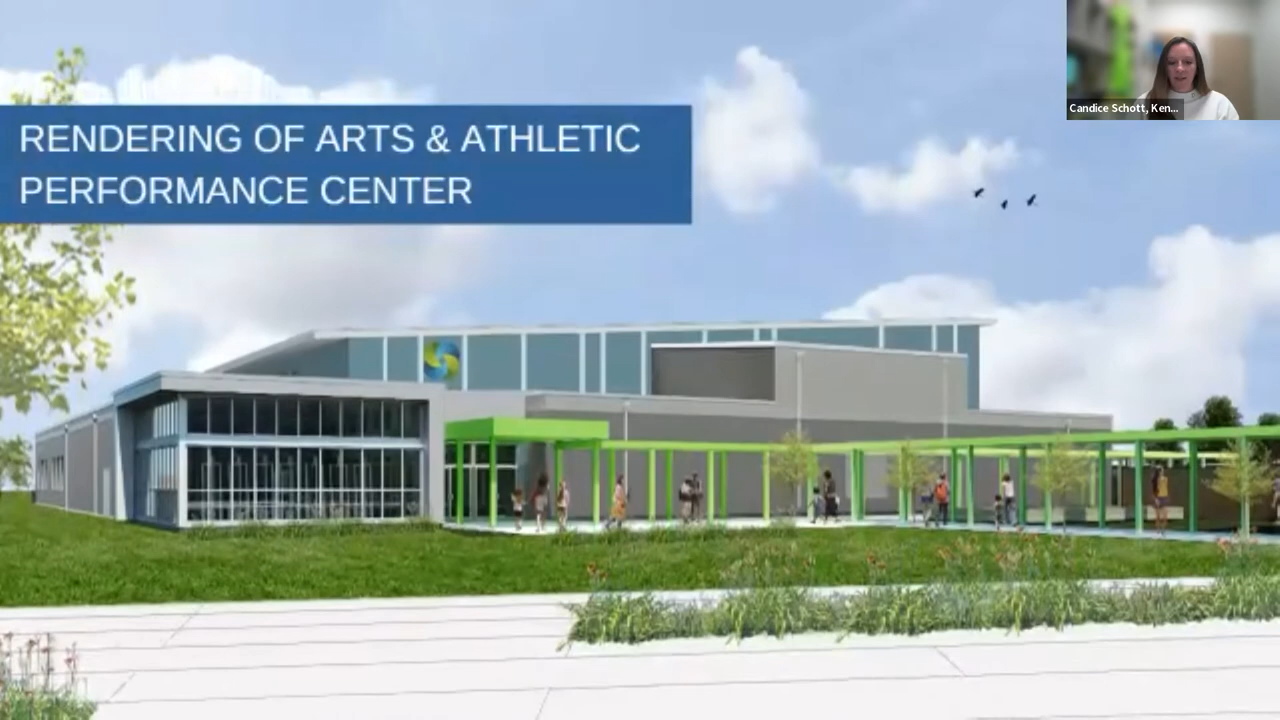 RENDERING OF ARTS & ATHLETIC
PERFORMANCE CENTER
Candice Schott, Ken...